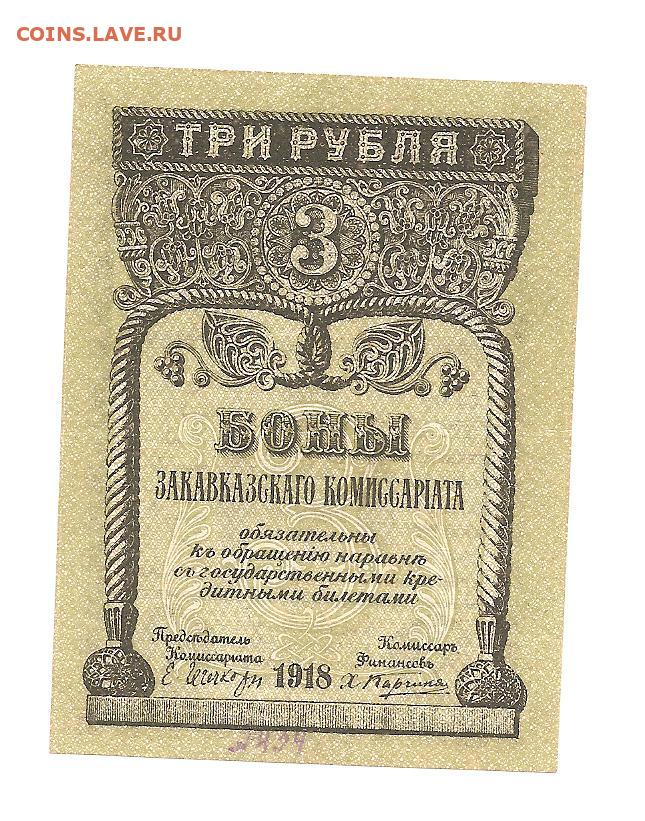 COINS.LAVE.RU
ТРИ РУБЛЯ
3
БОНЫ
ЗАКАВКАЗСКАГО КОМИССАРІАТА
обязательны
къ обращенію наравнѣ
съ государственными кре-
дитными билетами
Предсѣдатель Комиссаръ
Комиссаріата Финансовъ
1918